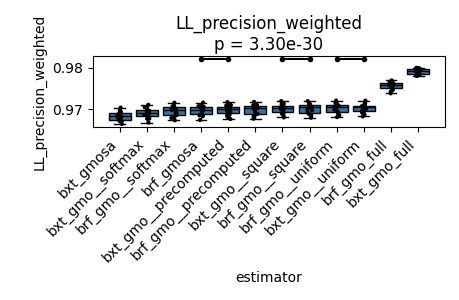 LL_precision_weighted
p = 3.30e-30
LL_precision_weighted
0.98
0.97
bxt_gmosa
bxt_gmo__softmax
brf_gmo__softmax
brf_gmosa
bxt_gmo__precomputed
brf_gmo__precomputed
bxt_gmo__square
brf_gmo__square
brf_gmo__uniform
bxt_gmo__uniform
brf_gmo_full
bxt_gmo_full
estimator